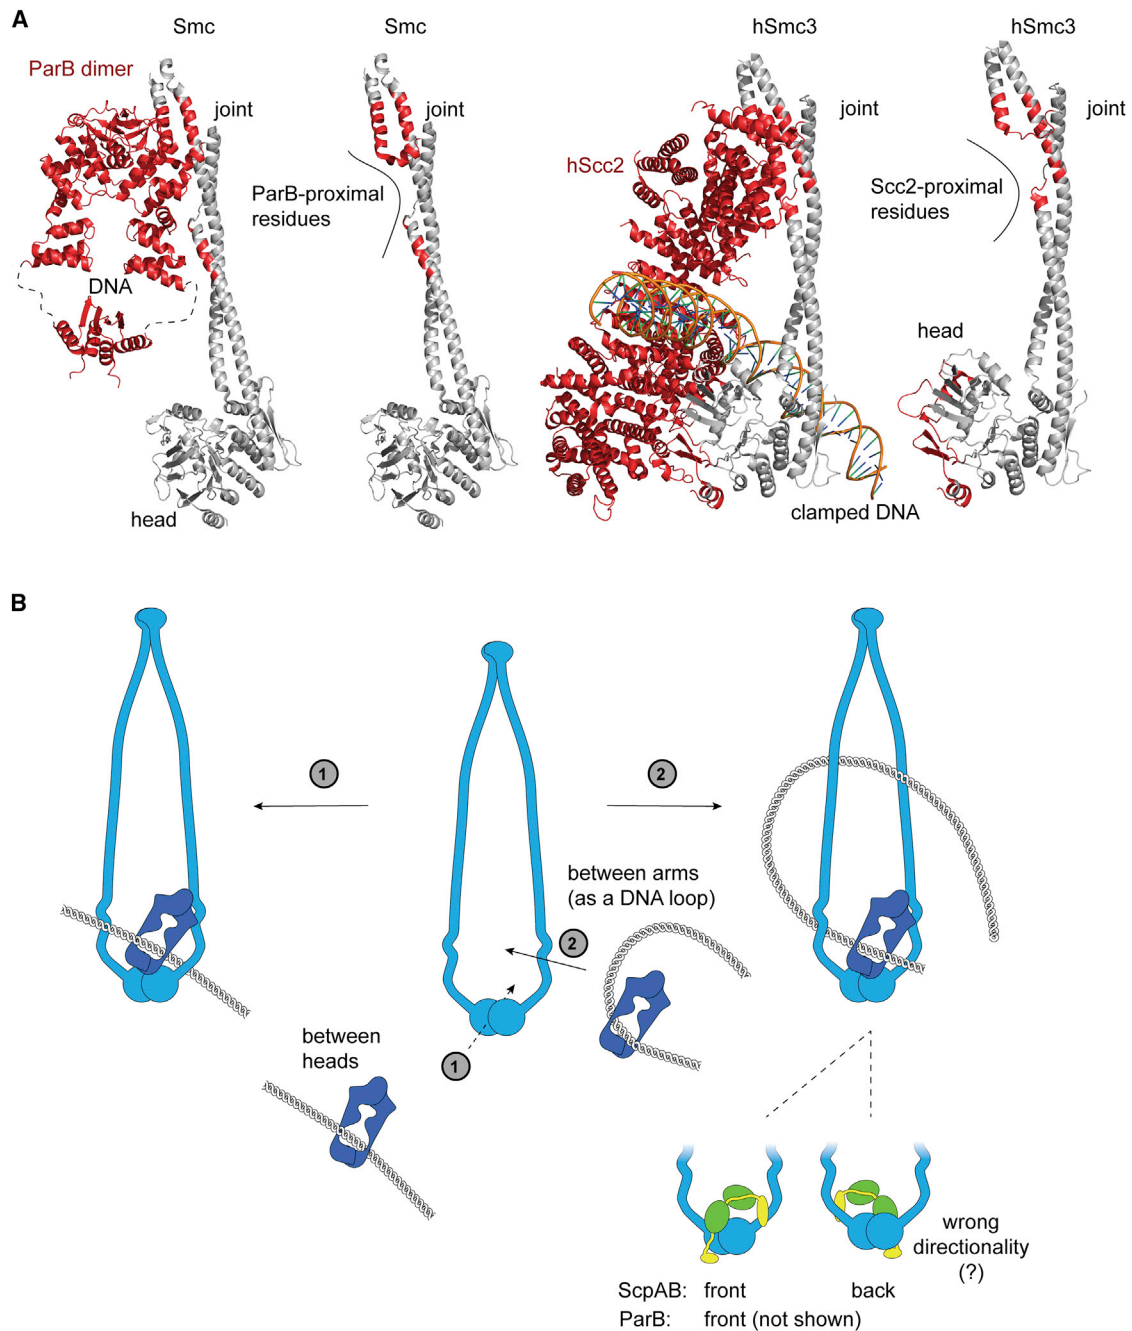 A
Smc
Smc
hSmc3
hSmc3
ParB dimer
joint
joint
joint
joint
ParB-proximal
residues
hScc2
Scc2-proximal
residues
DNA
head
head
clamped DNA
B
1
2
between arms
(as a DNA loop)
2
between
heads
1
wrong
directionality
(?)
ScpAB: front back
ParB: front (not shown)